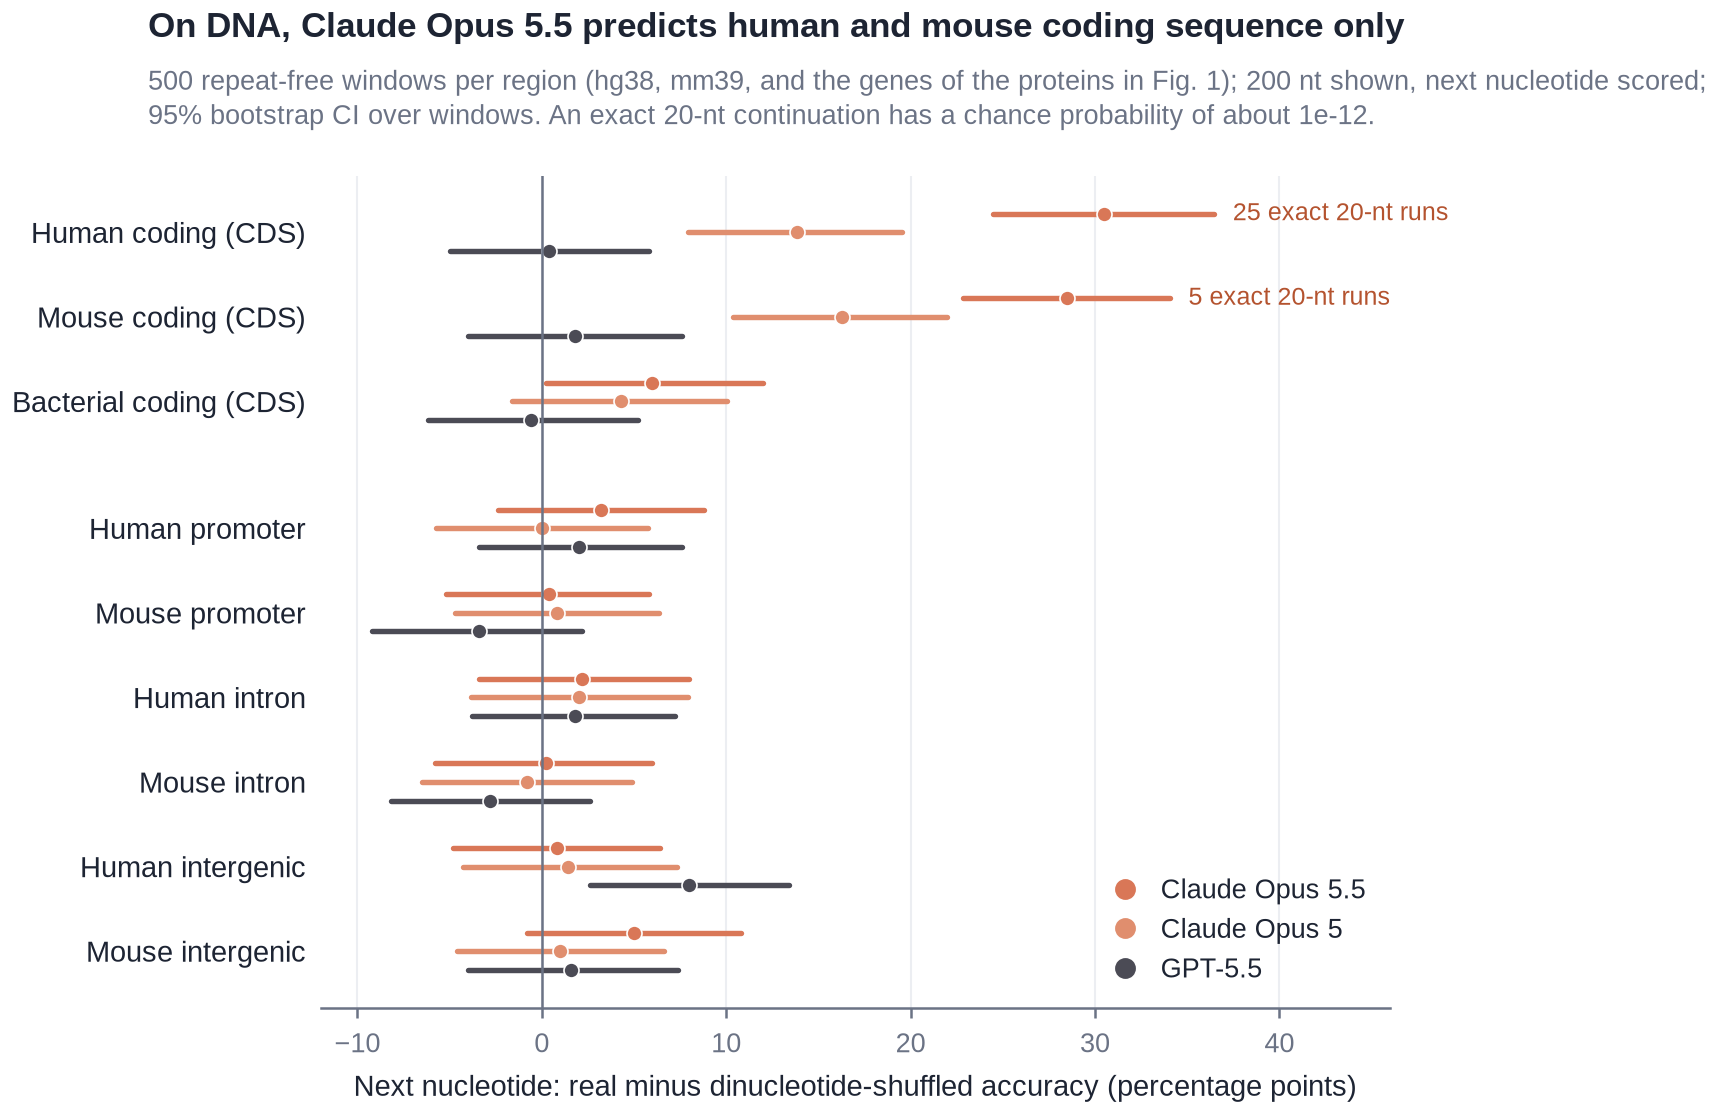 On DNA, Claude Opus 5.5 predicts human and mouse coding sequence only
500 repeat-free windows per region (hg38, mm39, and the genes of the proteins in Fig. 1); 200 nt shown, next nucleotide scored;
95% bootstrap CI over windows. An exact 20-nt continuation has a chance probability of about 1e-12.
Human coding (CDS)
25 exact 20-nt runs
Mouse coding (CDS)
5 exact 20-nt runs
Bacterial coding (CDS)
Human promoter
Mouse promoter
Human intron
Mouse intron
Human intergenic
Mouse intergenic
Claude Opus 5.5
Claude Opus 5
GPT-5.5
−10 0 10 20 30 40
Next nucleotide: real minus dinucleotide-shuffled accuracy (percentage points)